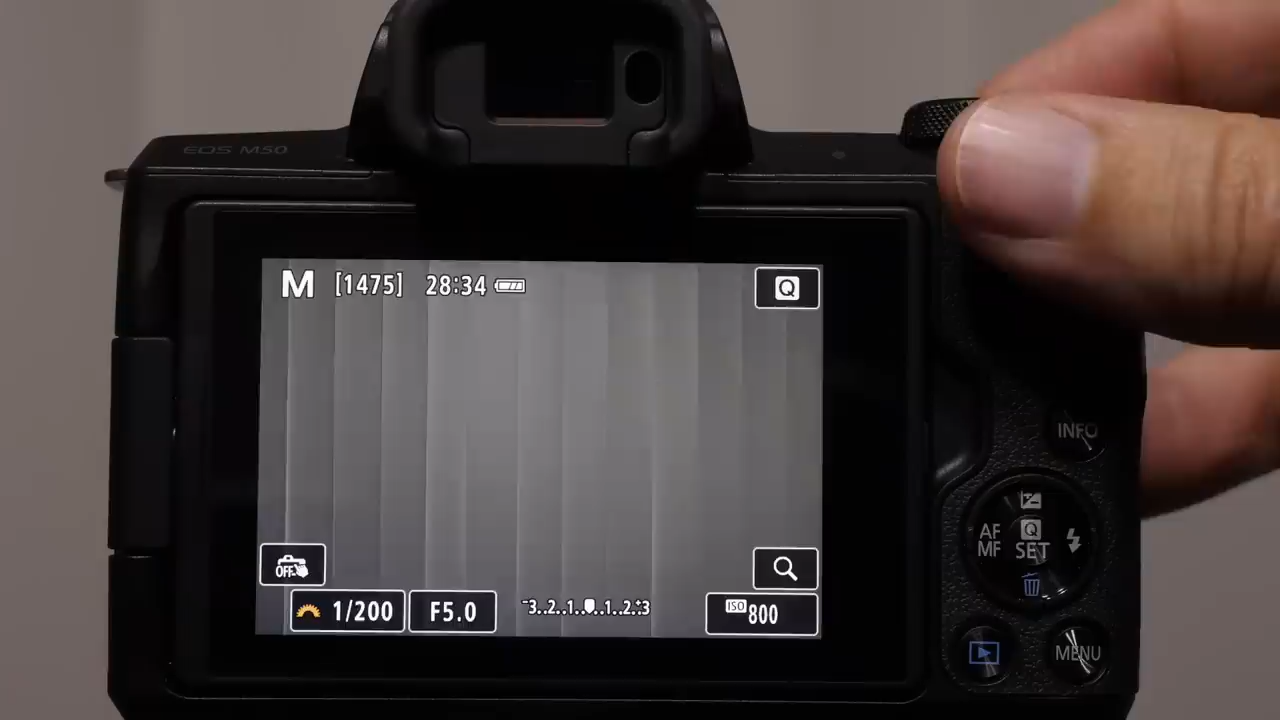 EOS M50
M [1475] 28:34
Q
INFO
OFF
AF
MF
Q
SET
1/200 F5.0 -3..2..1..0..1..2..+3 ISO 800
MENU